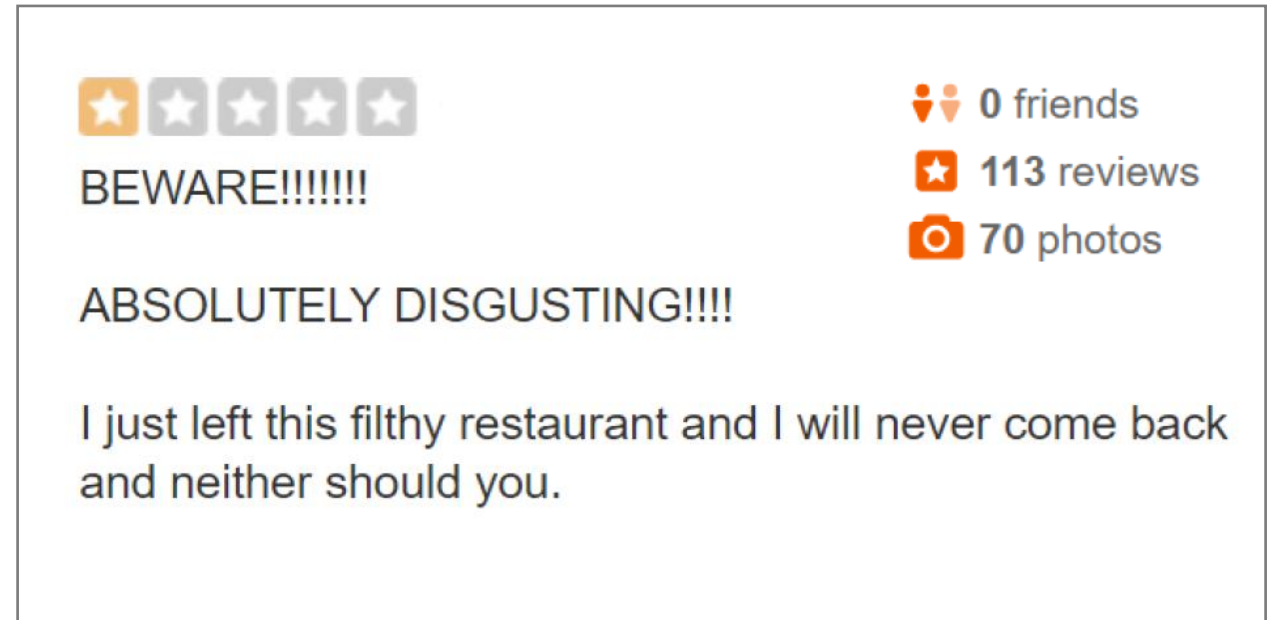 BEWARE!!!!!!!
0 friends
113 reviews
70 photos
ABSOLUTELY DISGUSTING!!!!
I just left this filthy restaurant and I will never come back
and neither should you.